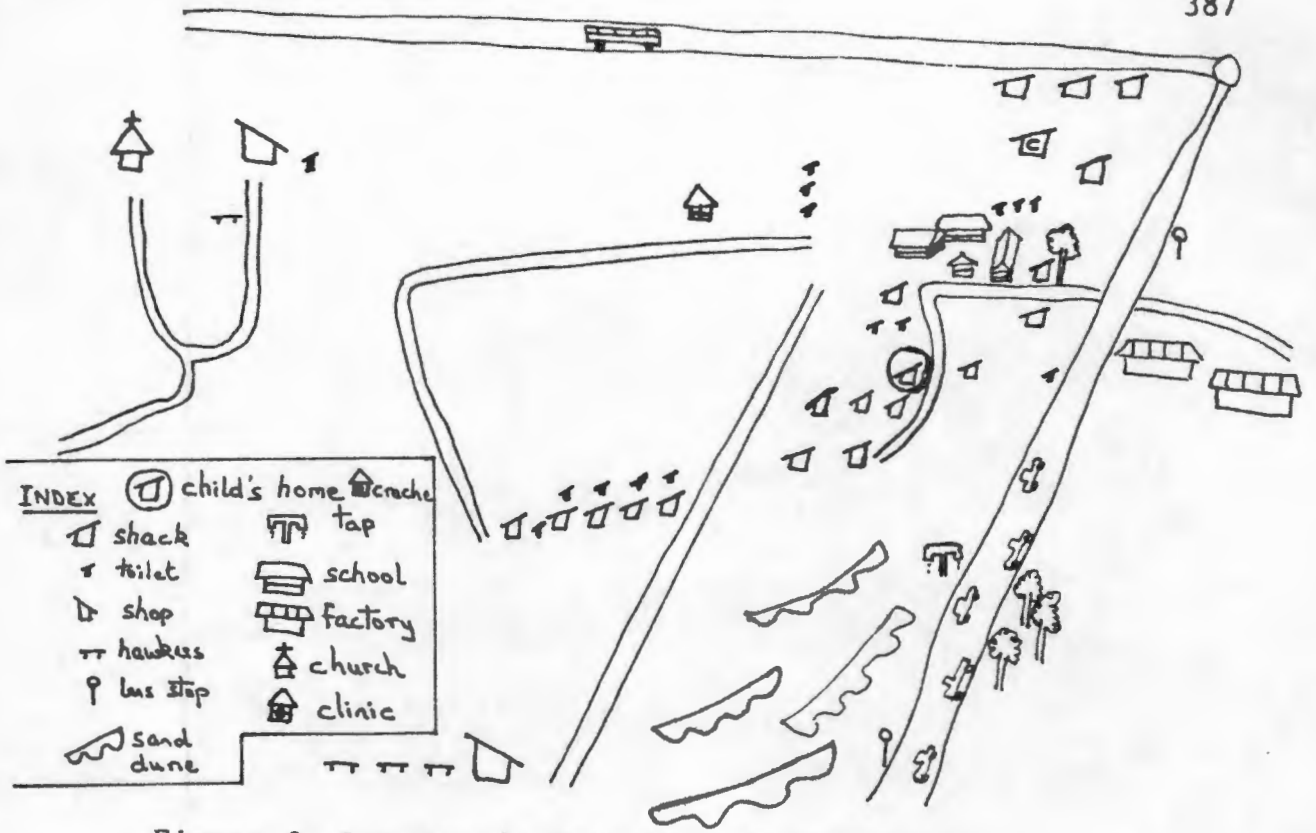 387
INDEX
child's home
creche
shack
tap
toilet
school
shop
factory
hawkers
church
bus stop
clinic
sand
dune